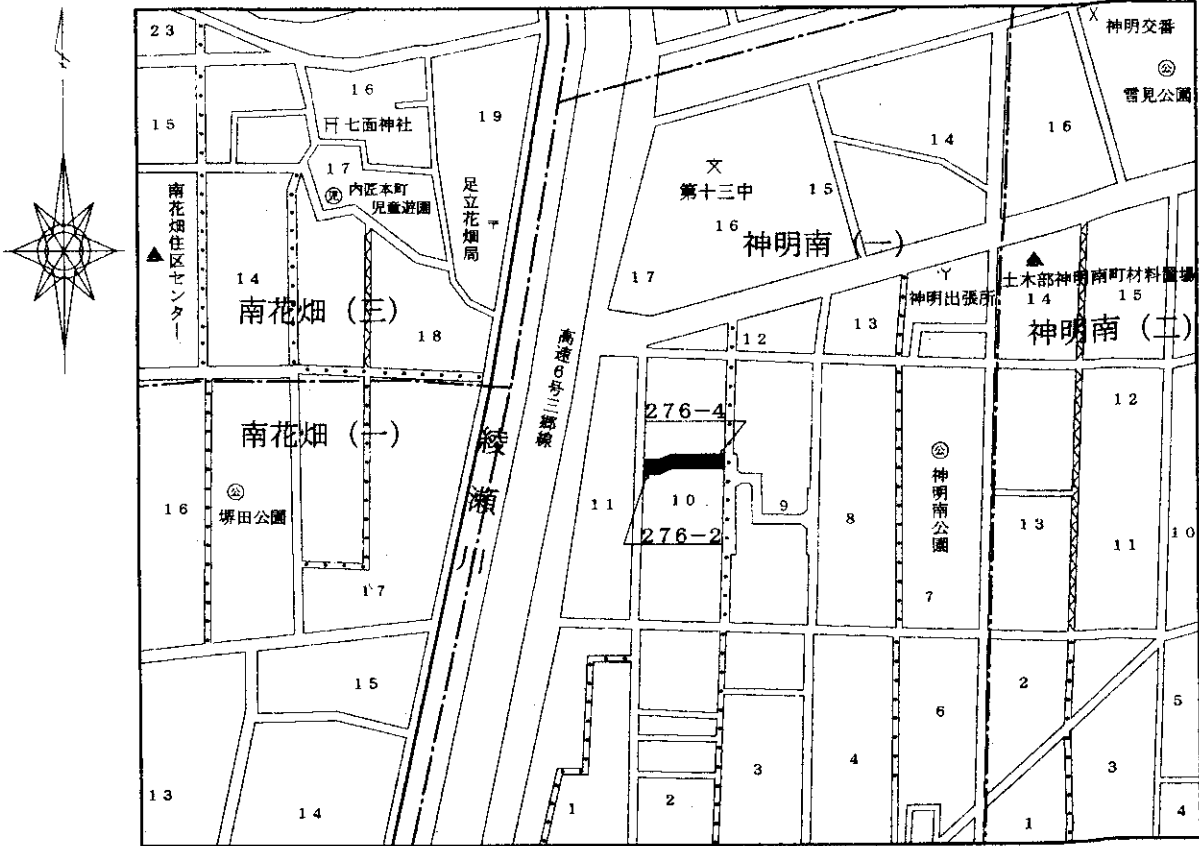 23
神明交番
公
雪見公園
16
19
七面神社
15
14
16
17
児
内匠本町
児童遊園
足立花畑局
文
第十三中
15
16
神明南（一）
南花畑住区センター
14
17
神明出張所
土木部神明南町材料置場
14
15
南花畑（三）
18
12
13
神明南（二）
高速6号三郷線
12
276-4
南花畑（一）
綾瀬川
公
神明南公園
16
公
堺田公園
11
10
9
8
13
10
11
276-2
17
7
15
2
5
6
13
14
3
4
3
1
2
1
4